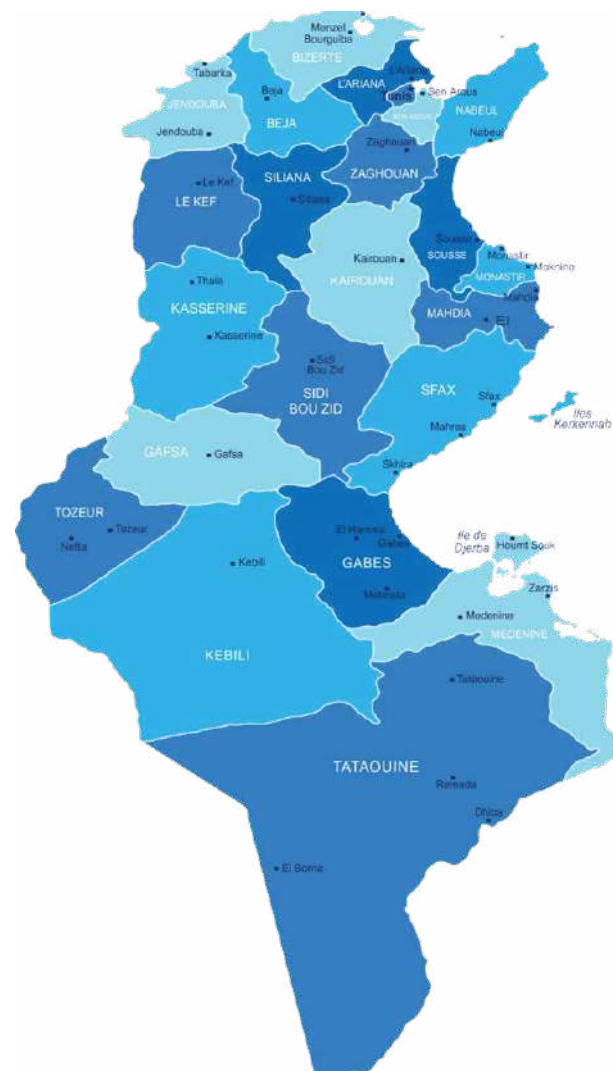 Menzel
Bourguiba
BIZERTE
Tabarka
L'Ariana
L'ARIANA
Beja
Tunis
Ben Arous
JENDOUBA
NABEUL
BEJA
Jendouba
Nabeul
Zaghouan
SILIANA
ZAGHOUAN
Le Kef
LE KEF
Siliana
Sousse
SOUSSE
Monastir
Kairouan
Moknine
KAIROUAN
MONASTIR
Thala
Mahdia
KASSERINE
MAHDIA
El
Kasserine
Sidi
Bou Zid
SIDI
BOU ZID
SFAX
Sfax
Iles
Kerkennah
Mahras
GAFSA
Gafsa
Skhira
TOZEUR
Tozeur
Nefta
El Hamma
Gabes
Ile de
Djerba
Houmt Souk
Kebili
GABES
Matmata
Zarzis
Medenine
MEDENINE
KEBILI
Tataouine
TATAOUINE
Remada
Dhiba
El Borma